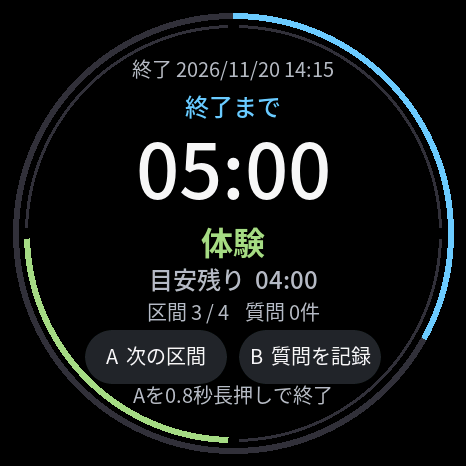 終了 2026/11/20 14:15
終了まで
05:00
体験
目安残り 04:00
区間 3 / 4 質問 0件
A 次の区間 B 質問を記録
Aを0.8秒長押しで終了